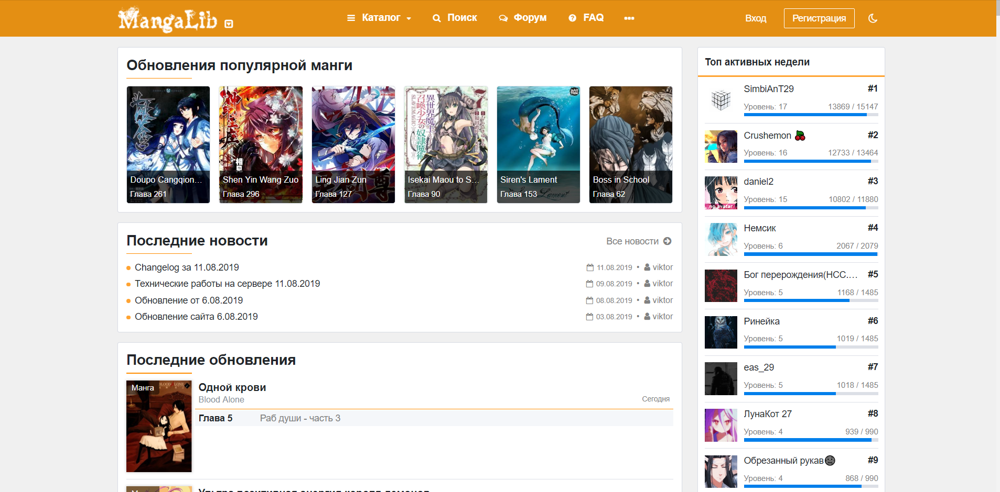 MangaLib
Каталог
Поиск
Форум
FAQ
Вход
Регистрация
Обновления популярной манги
Doupo Cangqion...
Глава 261
Shen Yin Wang Zuo
Глава 296
Ling Jian Zun
Глава 127
Isekai Maou to S...
Глава 90
Siren's Lament
Глава 153
Boss in School
Глава 62
Последние новости
Все новости
Changelog за 11.08.2019
11.08.2019 • viktor
Технические работы на сервере 11.08.2019
09.08.2019 • viktor
Обновление от 6.08.2019
08.08.2019 • viktor
Обновление сайта 6.08.2019
03.08.2019 • viktor
Последние обновления
Манга
Одной крови
Blood Alone
Сегодня
Глава 5 Раб души - часть 3
Топ активных недели
SimbiAnT29 #1
Уровень: 17 13869 / 15147
Crushemon 🍒 #2
Уровень: 16 12733 / 13464
daniel2 #3
Уровень: 15 10802 / 11880
no avatar
Немсик #4
Уровень: 6 2067 / 2079
Бог перерождения(НСС.... #5
Уровень: 5 1168 / 1485
Ринейка #6
Уровень: 5 1019 / 1485
eas_29 #7
Уровень: 5 1018 / 1485
ЛунаКот 27 #8
Уровень: 4 939 / 990
Обрезанный рукав🌚 #9
Уровень: 4 868 / 990